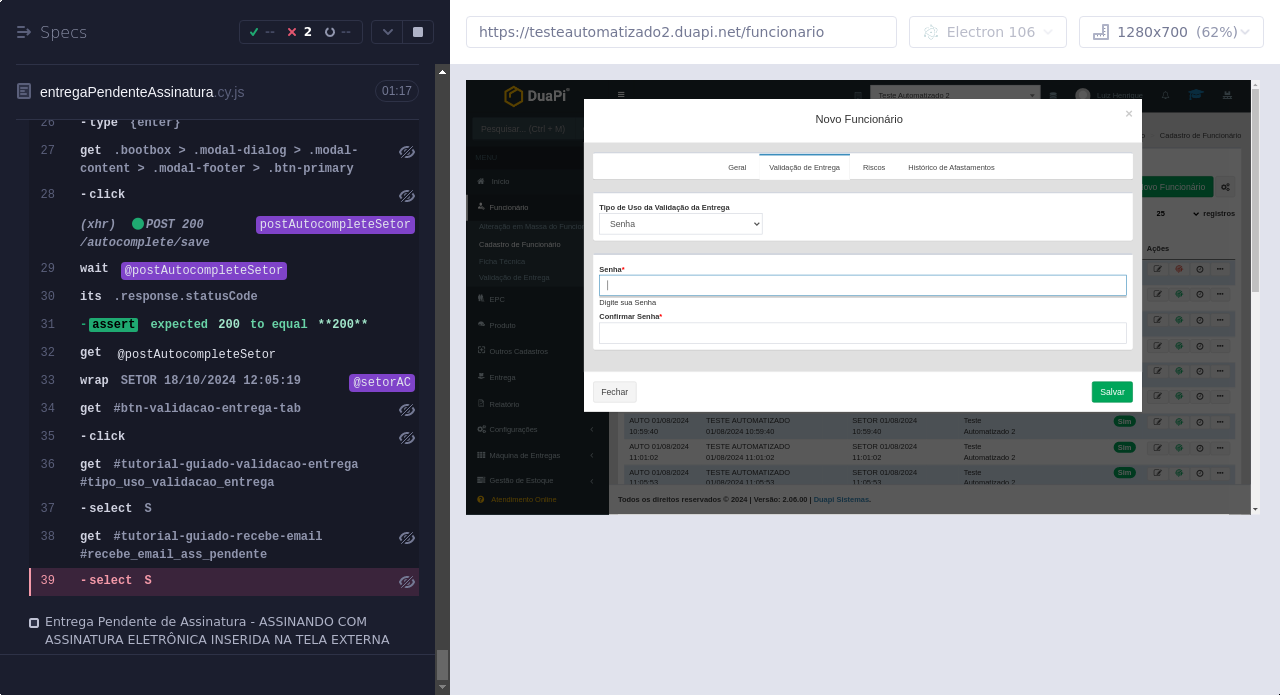 Specs
-- 2 --
entregaPendenteAssinatura.cy.js 01:17
26 -type {enter}
27 get .bootbox > .modal-dialog > .modal-
content > .modal-footer > .btn-primary
28 -click
(xhr) POST 200 postAutocompleteSetor
/autocomplete/save
29 wait @postAutocompleteSetor
30 its .response.statusCode
31 -assert expected 200 to equal **200**
32 get @postAutocompleteSetor
33 wrap SETOR 18/10/2024 12:05:19 @setorAC
34 get #btn-validacao-entrega-tab
35 -click
36 get #tutorial-guiado-validacao-entrega
#tipo_uso_validacao_entrega
37 -select S
38 get #tutorial-guiado-recebe-email
#recebe_email_ass_pendente
39 -select S
Entrega Pendente de Assinatura - ASSINANDO COM
ASSINATURA ELETRÔNICA INSERIDA NA TELA EXTERNA
https://testeautomatizado2.duapi.net/funcionario
Electron 106
1280x700 (62%)
DuaPi
Teste Automatizado 2
Luiz Henrique
Pesquisar... (Ctrl + M)
MENU
Início
Funcionário
Alteração em Massa de Funcion
Cadastro de Funcionário
Ficha Técnica
Validação de Entrega
EPC
Produto
Outros Cadastros
Entrega
Relatório
Configurações
Máquina de Entregas
Gestão de Estoque
Atendimento Online
Novo Funcionário
×
Geral Validação de Entrega Riscos Histórico de Afastamentos
Tipo de Uso da Validação da Entrega
Senha
Senha*
Digite sua Senha
Confirmar Senha*
Fechar Salvar
Cadastro de Funcionário
ovo Funcionário
25 registros
Ações
AUTO 01/08/2024 TESTE AUTOMATIZADO SETOR 01/08/2024 Teste Sim
10:59:40 01/08/2024 10:59:40 10:59:40 Automatizado 2
AUTO 01/08/2024 TESTE AUTOMATIZADO SETOR 01/08/2024 Teste Sim
11:01:02 01/08/2024 11:01:02 11:01:02 Automatizado 2
AUTO 01/08/2024 TESTE AUTOMATIZADO SETOR 01/08/2024 Teste Sim
11:05:53 01/08/2024 11:05:53 11:05:53 Automatizado 2
Todos os direitos reservados © 2024 | Versão: 2.06.00 | Duapi Sistemas.